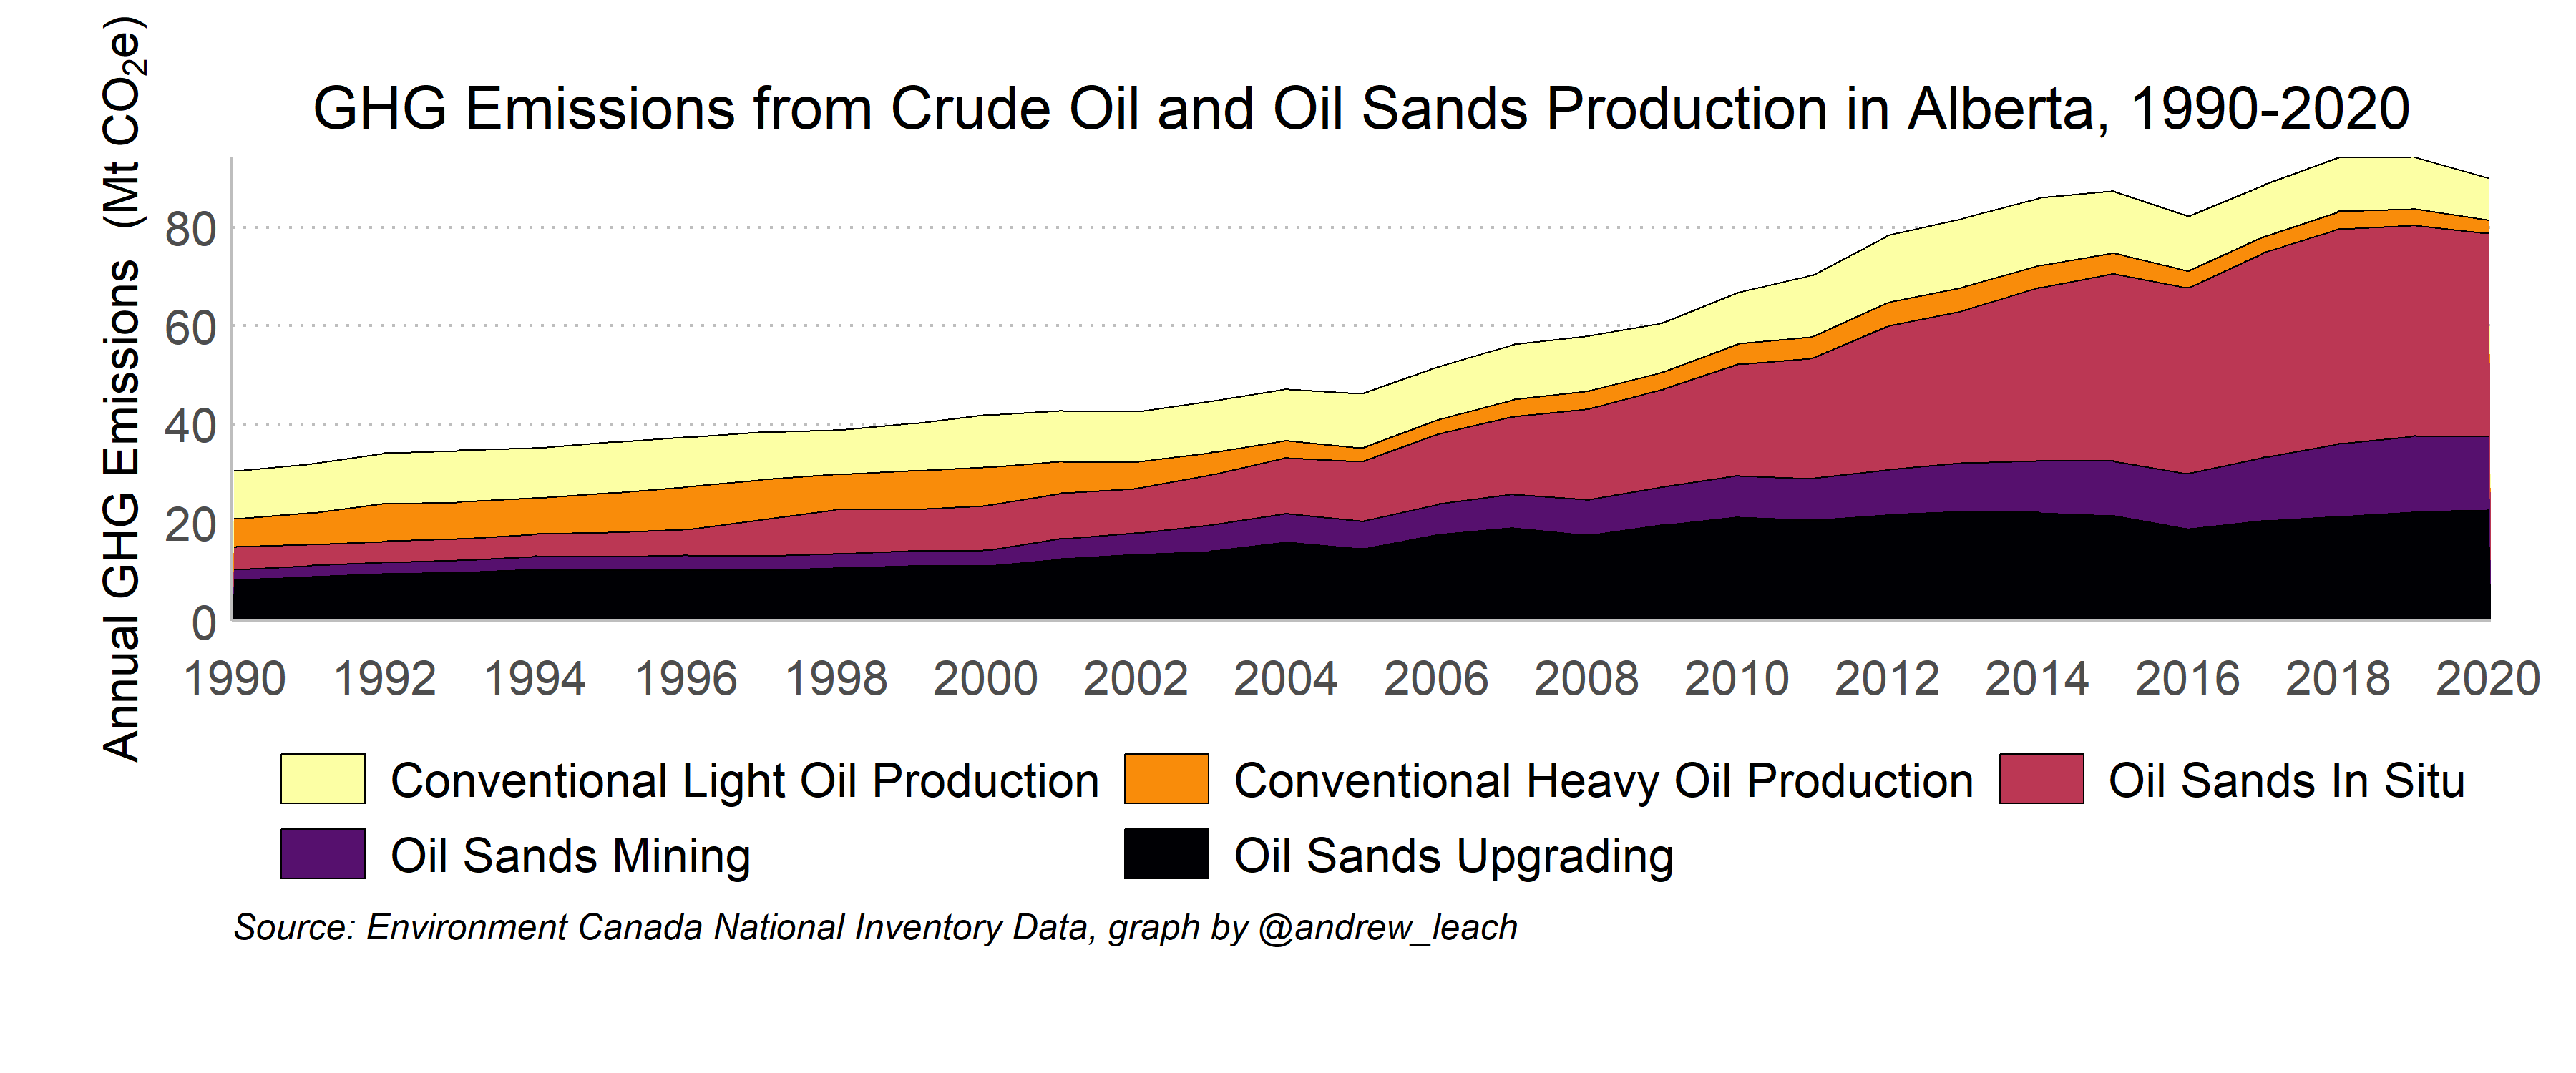 GHG Emissions from Crude Oil and Oil Sands Production in Alberta, 1990-2020
Annual GHG Emissions  (Mt CO₂e)
80
60
40
20
0
1990 1992 1994 1996 1998 2000 2002 2004 2006 2008 2010 2012 2014 2016 2018 2020
Conventional Light Oil Production Conventional Heavy Oil Production Oil Sands In Situ
Oil Sands Mining Oil Sands Upgrading
Source: Environment Canada National Inventory Data, graph by @andrew_leach